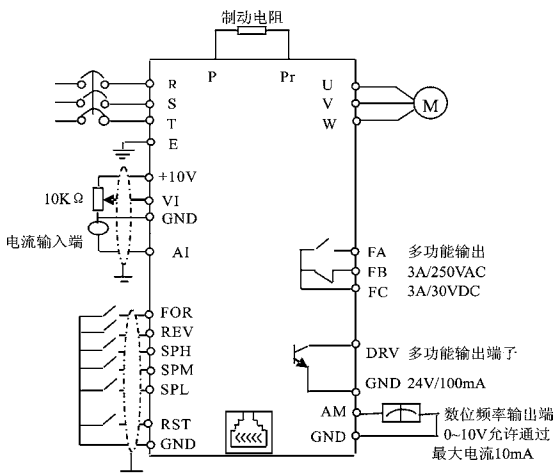 制动电阻
P Pr
R
S
T
E
+10V
10KΩ
VI
GND
电流输入端
AI
FOR
REV
SPH
SPM
SPL
RST
GND
U
V
W
M
FA 多功能输出
FB 3A/250VAC
FC 3A/30VDC
DRV 多功能输出端子
GND 24V/100mA
AM 数位频率输出端
GND 0~10V允许通过
最大电流10mA